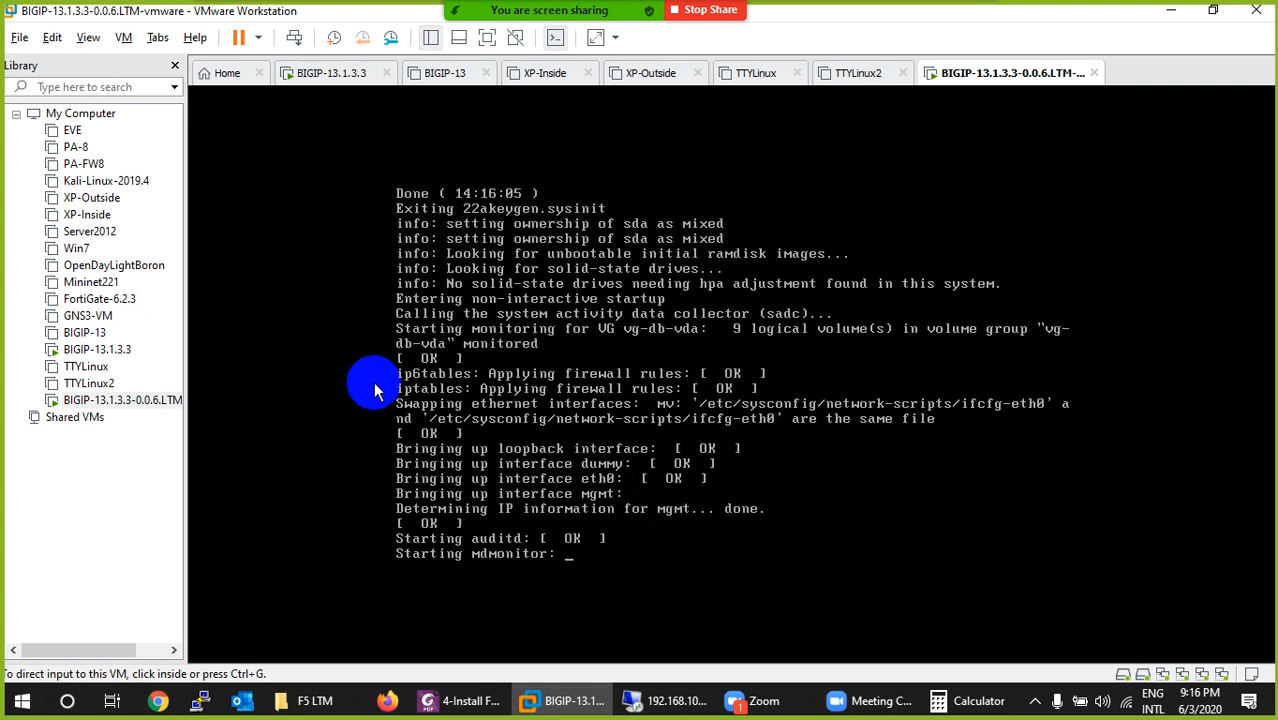 BIGIP-13.1.3.3-0.0.6.LTM-vmware - VMware Workstation
You are screen sharing
Stop Share
File Edit View VM Tabs Help
Library
Type here to search
Home
BIGIP-13.1.3.3
BIGIP-13
XP-Inside
XP-Outside
TTYLinux
TTYLinux2
BIGIP-13.1.3.3-0.0.6.LTM-...
My Computer
EVE
PA-8
PA-FW8
Kali-Linux-2019.4
XP-Outside
XP-Inside
Server2012
Win7
OpenDayLightBoron
Mininet221
FortiGate-6.2.3
GNS3-VM
BIGIP-13
BIGIP-13.1.3.3
TTYLinux
TTYLinux2
BIGIP-13.1.3.3-0.0.6.LTM
Shared VMs
Done ( 14:16:05 )
Exiting 22akeygen.sysinit
info: setting ownership of sda as mixed
info: setting ownership of sda as mixed
info: Looking for unbootable initial ramdisk images...
info: Looking for solid-state drives...
info: No solid-state drives needing hpa adjustment found in this system.
Entering non-interactive startup
Calling the system activity data collector (sadc)...
Starting monitoring for VG vg-db-vda:   9 logical volume(s) in volume group "vg-
db-vda" monitored
[  OK  ]
ip6tables: Applying firewall rules: [  OK  ]
iptables: Applying firewall rules: [  OK  ]
Swapping ethernet interfaces:  mv: '/etc/sysconfig/network-scripts/ifcfg-eth0' a
nd '/etc/sysconfig/network-scripts/ifcfg-eth0' are the same file
[  OK  ]
Bringing up loopback interface:  [  OK  ]
Bringing up interface dummy:  [  OK  ]
Bringing up interface eth0:  [  OK  ]
Bringing up interface mgmt:
Determining IP information for mgmt... done.
[  OK  ]
Starting auditd: [  OK  ]
Starting mdmonitor: _
To direct input to this VM, click inside or press Ctrl+G.
F5 LTM
4-Install F...
BIGIP-13.1...
192.168.10...
1
Zoom
Meeting C...
Calculator
ENG
INTL
9:16 PM
6/3/2020